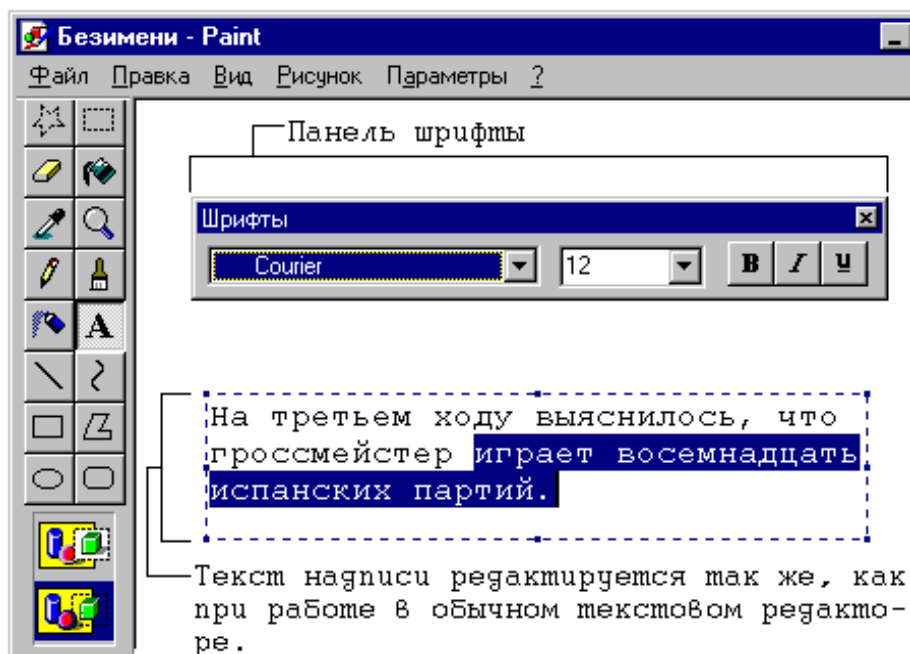 Безимени - Paint
Файл Правка Вид Рисунок Параметры ?
Панель шрифты
Шрифты
Courier 12 B I U
A
На третьем ходу выяснилось, что
гроссмейстер играет восемнадцать
испанских партий.
Текст надписи редактируется так же, как
при работе в обычном текстовом редакто-
ре.